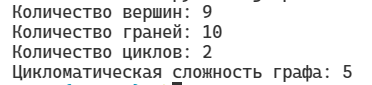 Количество вершин: 9
Количество граней: 10
Количество циклов: 2
Цикломатическая сложность графа: 5